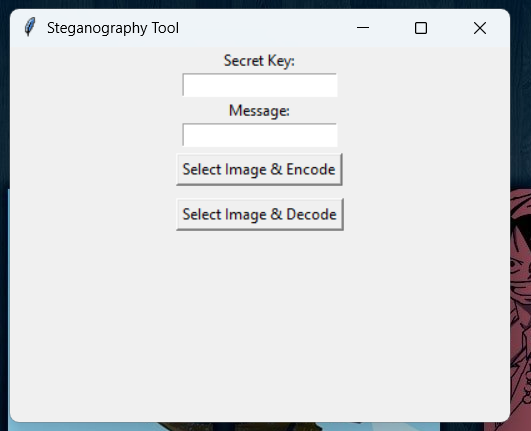 Steganography Tool
Secret Key:
Message:
Select Image & Encode
Select Image & Decode